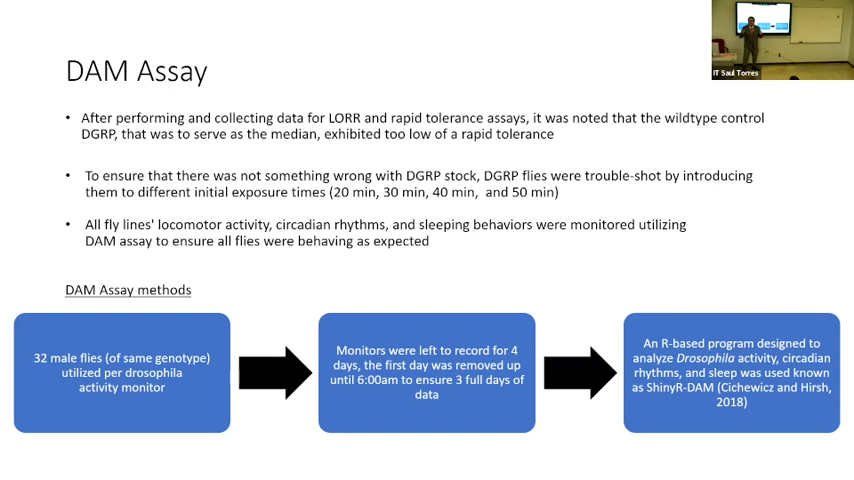 IT Saul Torres
DAM Assay
• After performing and collecting data for LORR and rapid tolerance assays, it was noted that the wildtype control
DGRP, that was to serve as the median, exhibited too low of a rapid tolerance
• To ensure that there was not something wrong with DGRP stock, DGRP flies were trouble-shot by introducing
them to different initial exposure times (20 min, 30 min, 40 min, and 50 min)
• All fly lines' locomotor activity, circadian rhythms, and sleeping behaviors were monitored utilizing
DAM assay to ensure all flies were behaving as expected
DAM Assay methods
32 male flies (of same genotype)
utilized per drosophila
activity monitor
Monitors were left to record for 4
days, the first day was removed up
until 6:00am to ensure 3 full days of
data
An R-based program designed to
analyze Drosophila activity, circadian
rhythms, and sleep was used known
as ShinyR-DAM (Cichewicz and Hirsh,
2018)